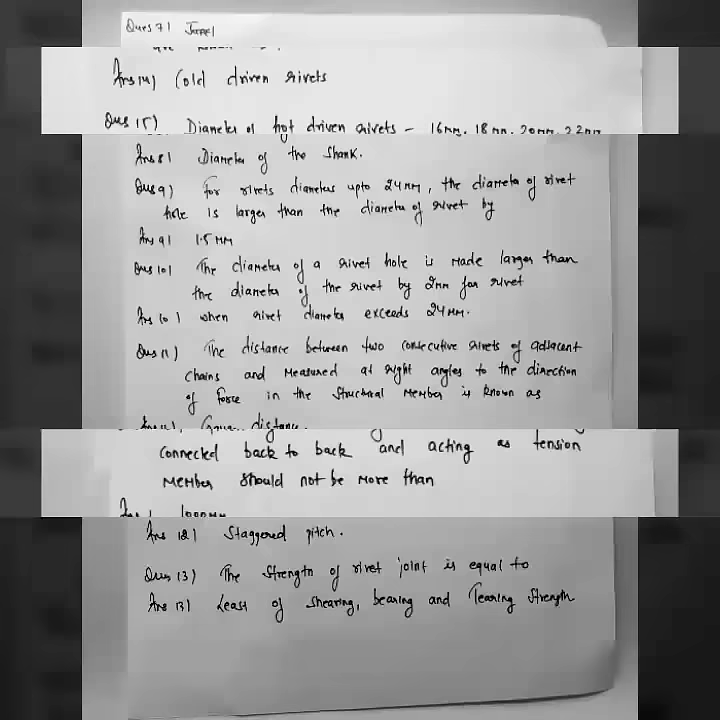 Ques 7)
Ans 14) Cold driven rivets
Ques 15) Diameter of hot driven rivets - 16mm, 18mm, 20mm, 22mm
Ans 8) Diameter of the Shank.
Ques 9) For rivets diameters upto 24mm, the diameter of rivet
hole is larger than the diameter of rivet by
Ans 9) 1.5 MM
Ques 10) The diameter of a rivet hole is made larger than
the diameter of the rivet by 2mm for rivet
Ans 10) when rivet diameter exceeds 24MM.
Ques 11) The distance between two consecutive rivets of adjacent
chains and measured at right angles to the direction
of force in the structural member is known as
distance.
connected back to back and acting as tension
member should not be more than
Ans 12) Staggered pitch.
Ques 13) The strength of rivet joint is equal to
Ans 13) Least of shearing, bearing and Tearing strength